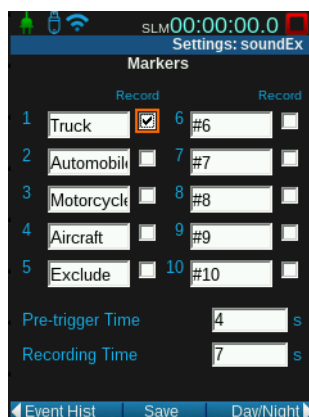 SLM00:00:00.0
Settings: soundEx
Markers
Record Record
1 Truck 6 #6
2 Automobil 7 #7
3 Motorcycl 8 #8
4 Aircraft 9 #9
5 Exclude 10 #10
Pre-trigger Time 4 s
Recording Time 7 s
Event Hist Save Day/Night